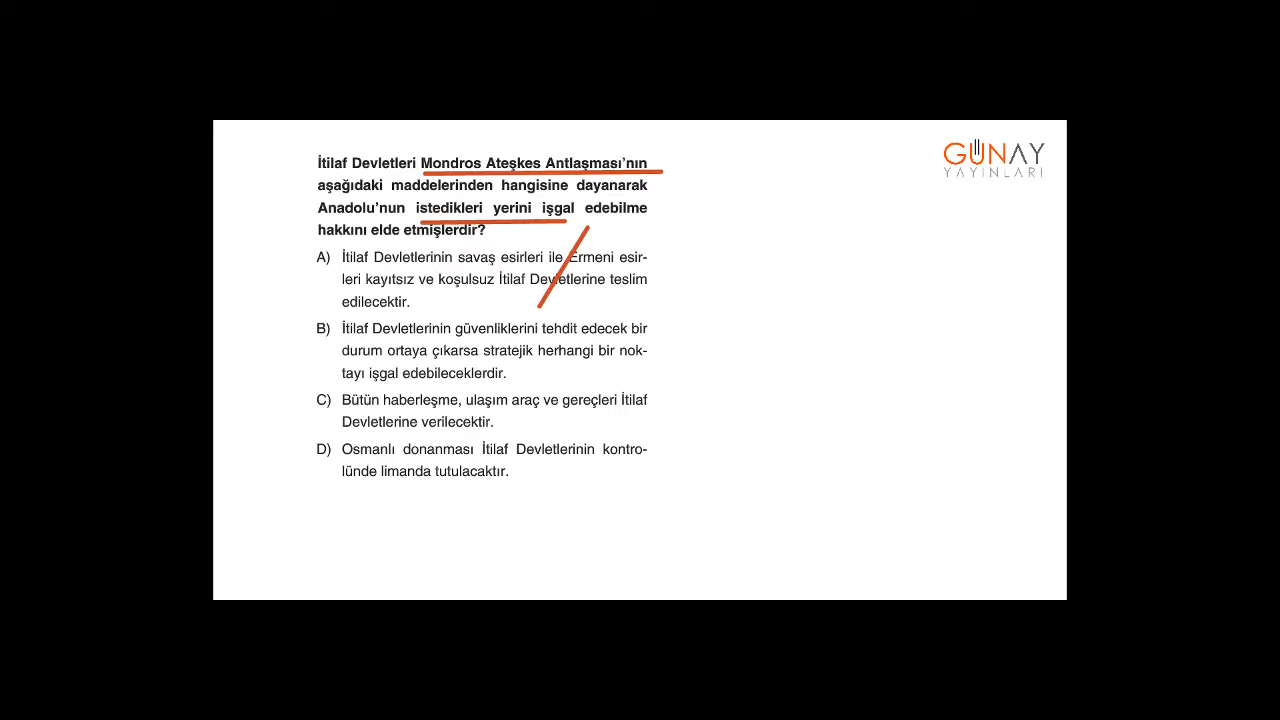 GÜNAY
YAYINLARI
İtilaf Devletleri Mondros Ateşkes Antlaşması’nın
aşağıdaki maddelerinden hangisine dayanarak
Anadolu’nun istedikleri yerini işgal edebilme
hakkını elde etmişlerdir?
A) İtilaf Devletlerinin savaş esirleri ile Ermeni esir-
leri kayıtsız ve koşulsuz İtilaf Devletlerine teslim
edilecektir.
B) İtilaf Devletlerinin güvenliklerini tehdit edecek bir
durum ortaya çıkarsa stratejik herhangi bir nok-
tayı işgal edebileceklerdir.
C) Bütün haberleşme, ulaşım araç ve gereçleri İtilaf
Devletlerine verilecektir.
D) Osmanlı donanması İtilaf Devletlerinin kontro-
lünde limanda tutulacaktır.